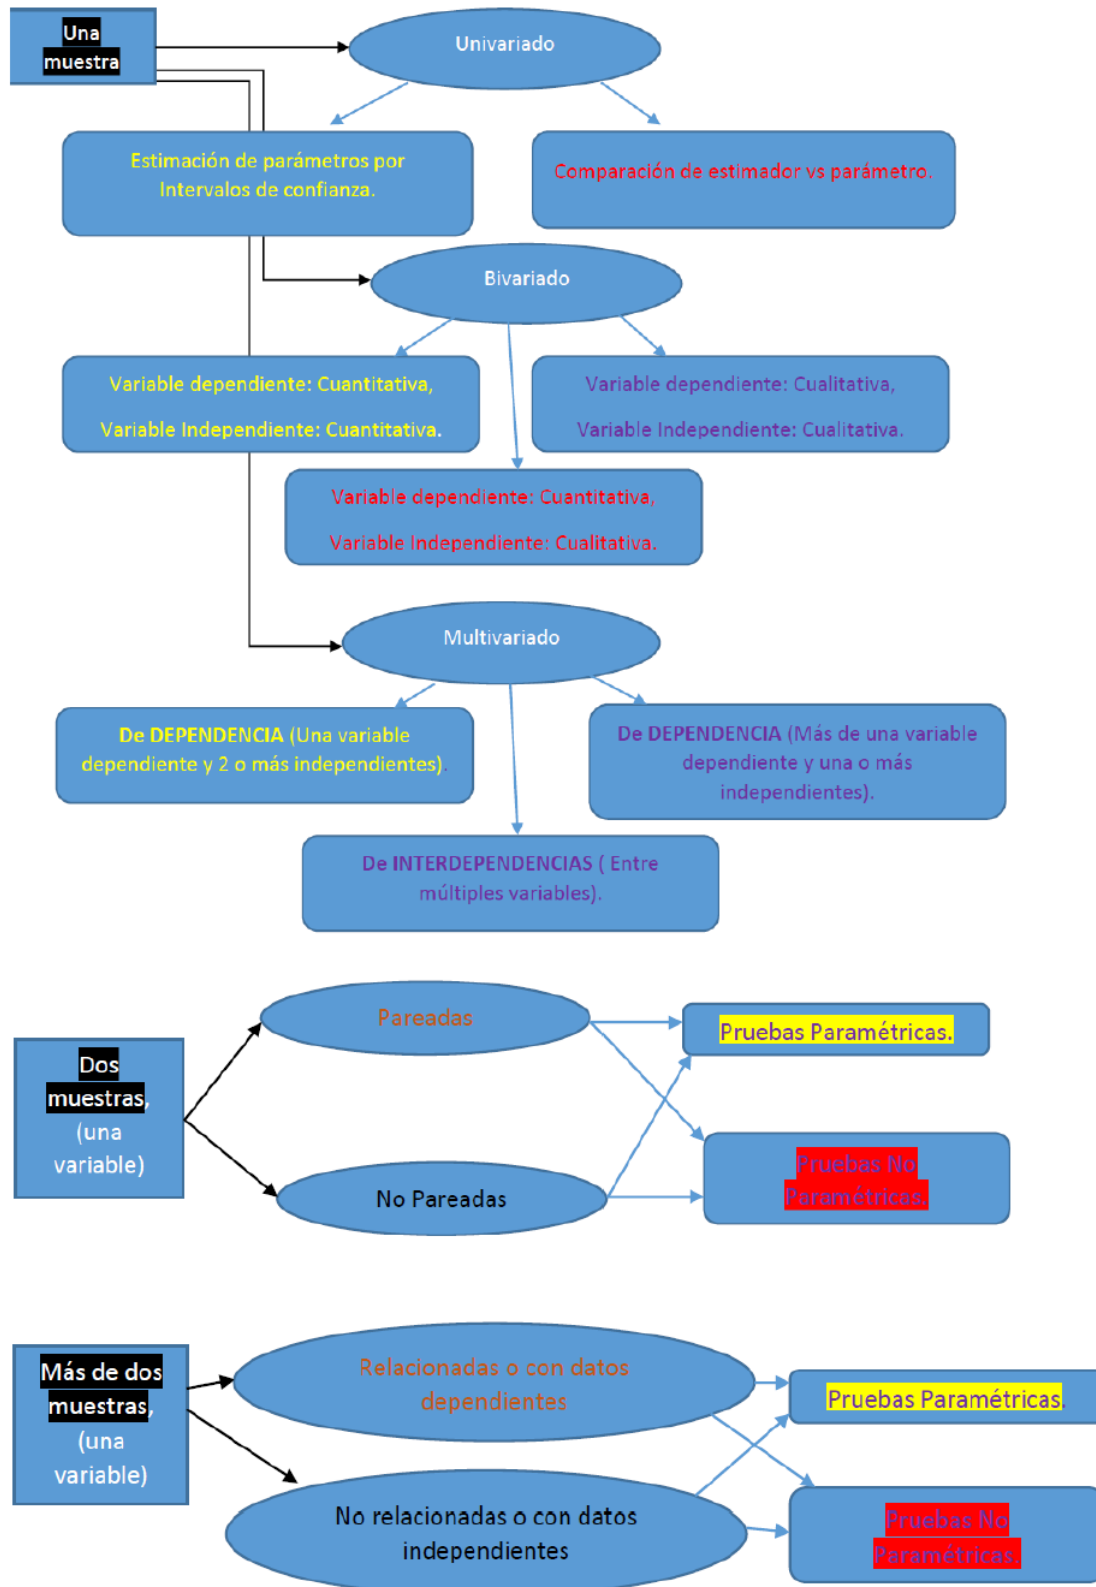 Una
muestra
Univariado
Estimación de parámetros por
Intervalos de confianza.
Comparación de estimador vs parámetro.
Bivariado
Variable dependiente: Cuantitativa,
Variable Independiente: Cuantitativa.
Variable dependiente: Cualitativa,
Variable Independiente: Cualitativa.
Variable dependiente: Cuantitativa,
Variable Independiente: Cualitativa.
Multivariado
De DEPENDENCIA (Una variable
dependiente y 2 o más independientes).
De DEPENDENCIA (Más de una variable
dependiente y una o más
independientes).
De INTERDEPENDENCIAS ( Entre
múltiples variables).
Dos
muestras,
(una
variable)
Pareadas
No Pareadas
Pruebas Paramétricas.
Pruebas No
Paramétricas.
Más de dos
muestras,
(una
variable)
Relacionadas o con datos
dependientes
No relacionadas o con datos
independientes
Pruebas Paramétricas.
Pruebas No
Paramétricas.